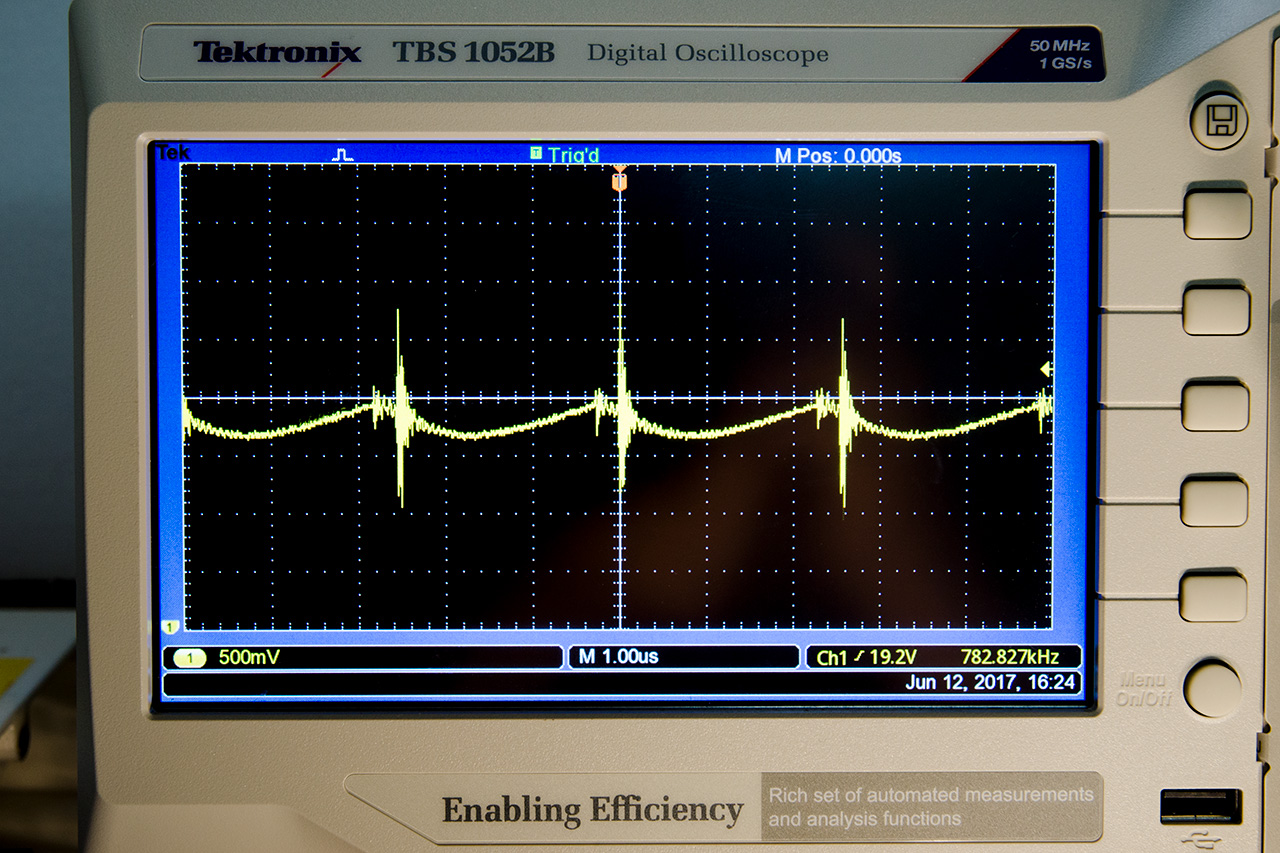 Tektronix TBS 1052B Digital Oscilloscope
50 MHz
1 GS/s
Tek T Trig'd M Pos: 0.000s
T
1
1 500mV M 1.00us Ch1 19.2V 782.827kHz
Jun 12, 2017, 16:24
Menu
On/Off
Enabling Efficiency
Rich set of automated measurements
and analysis functions